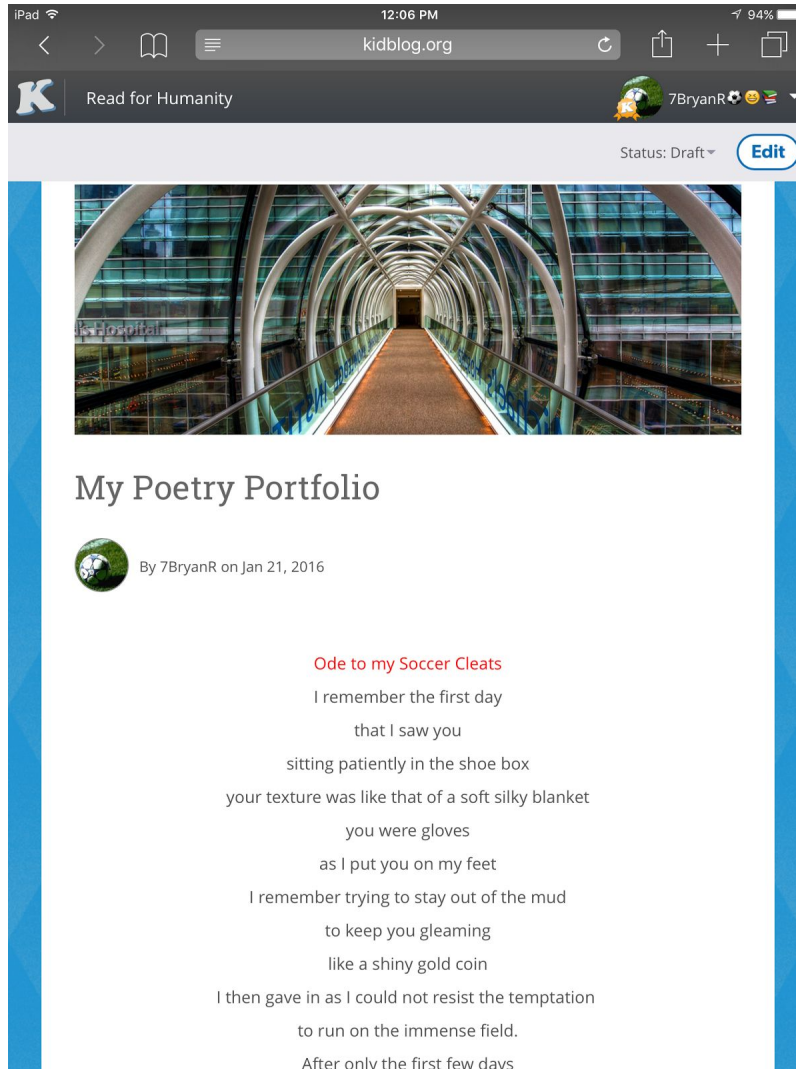 iPad 12:06 PM 94%
kidblog.org
K Read for Humanity 7BryanR
Status: Draft Edit
's Hospital
My Poetry Portfolio
By 7BryanR on Jan 21, 2016
Ode to my Soccer Cleats
I remember the first day
that I saw you
sitting patiently in the shoe box
your texture was like that of a soft silky blanket
you were gloves
as I put you on my feet
I remember trying to stay out of the mud
to keep you gleaming
like a shiny gold coin
I then gave in as I could not resist the temptation
to run on the immense field.
After only the first few days